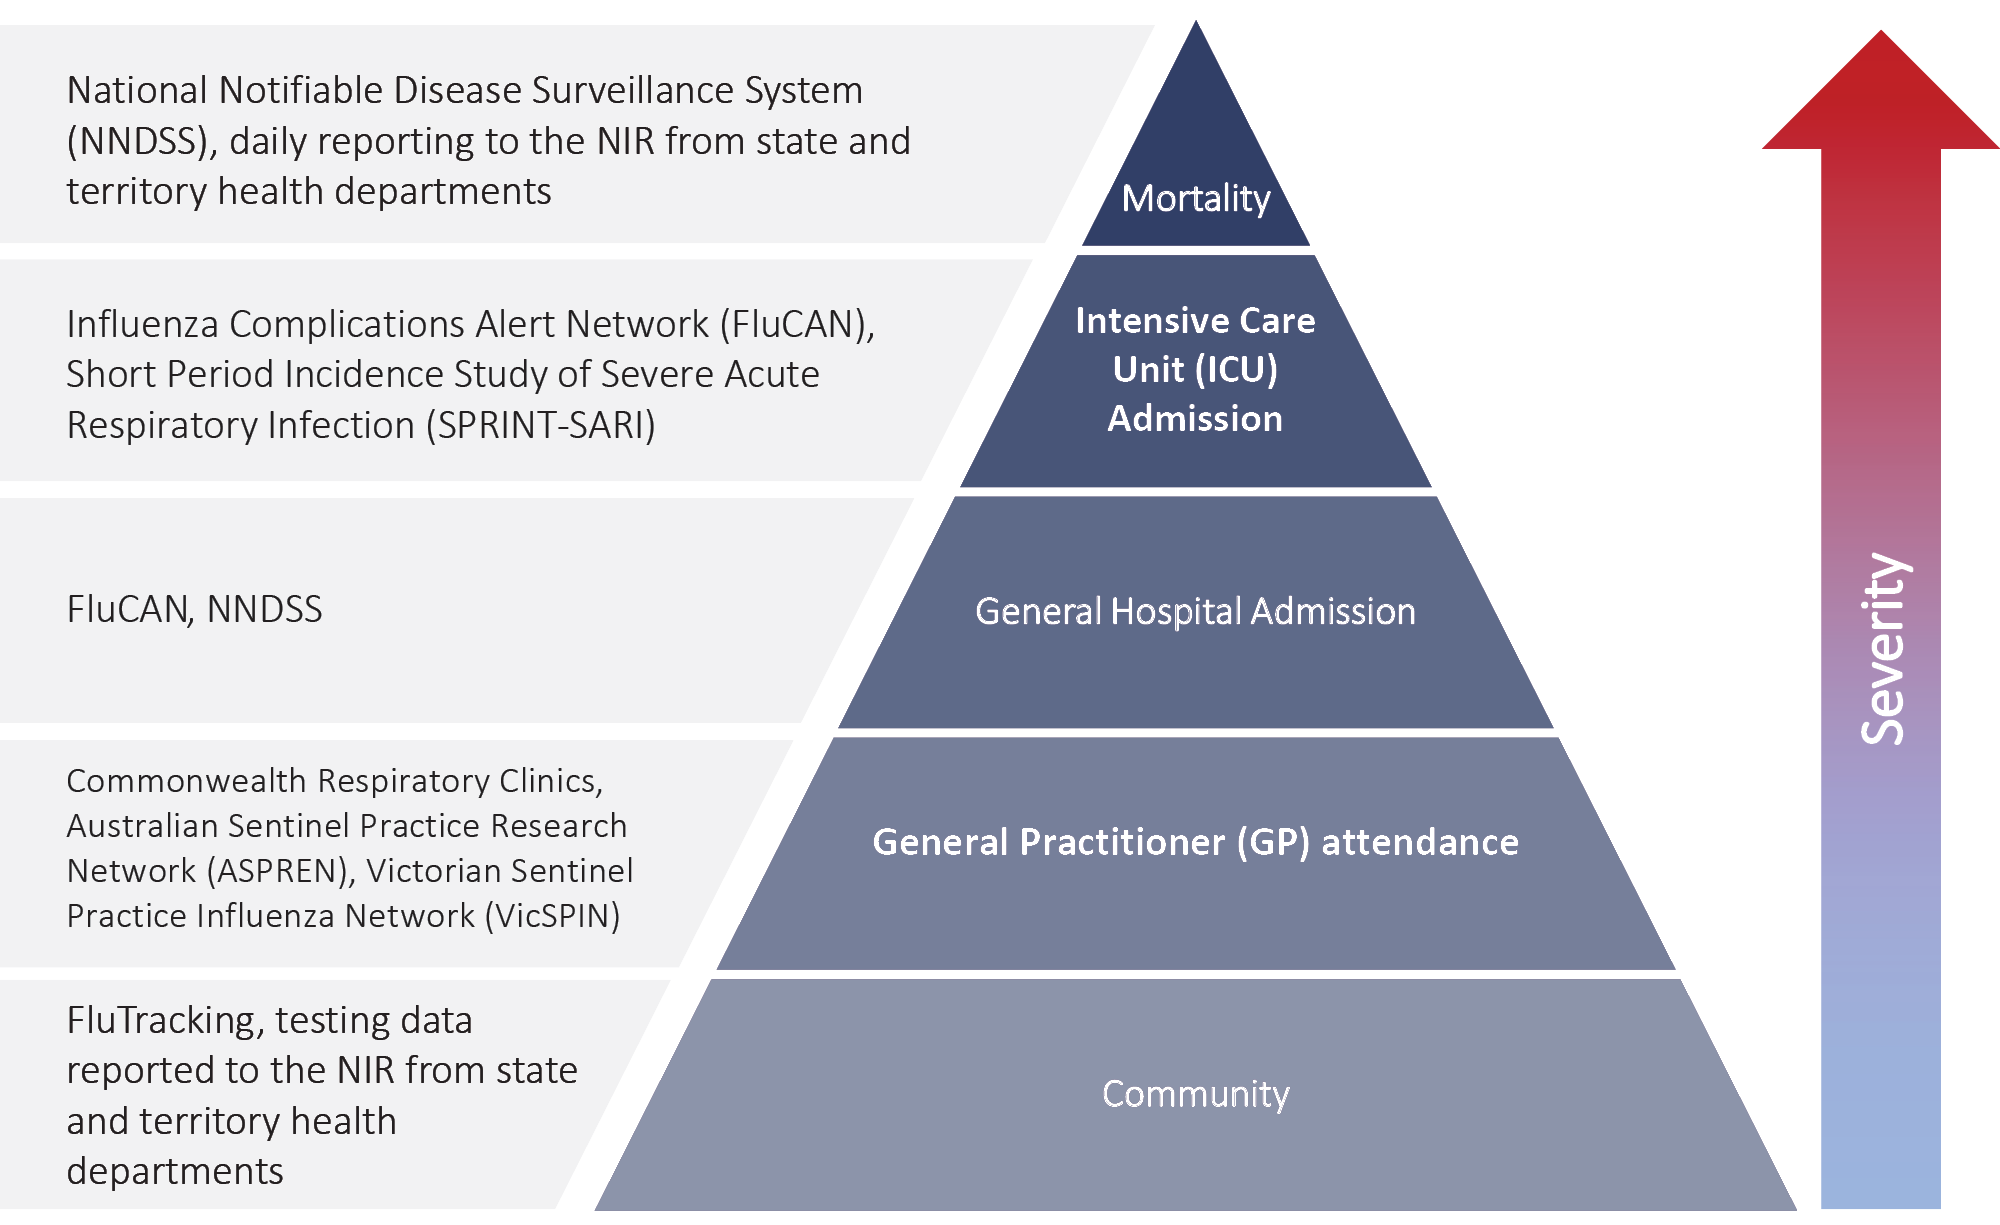 National Notifiable Disease Surveillance System
(NNDSS), daily reporting to the NIR from state and
territory health departments
Mortality
Influenza Complications Alert Network (FluCAN),
Short Period Incidence Study of Severe Acute
Respiratory Infection (SPRINT-SARI)
Intensive Care
Unit (ICU)
Admission
FluCAN, NNDSS
General Hospital Admission
Commonwealth Respiratory Clinics,
Australian Sentinel Practice Research
Network (ASPREN), Victorian Sentinel
Practice Influenza Network (VicSPIN)
General Practitioner (GP) attendance
FluTracking, testing data
reported to the NIR from state
and territory health
departments
Community
Severity